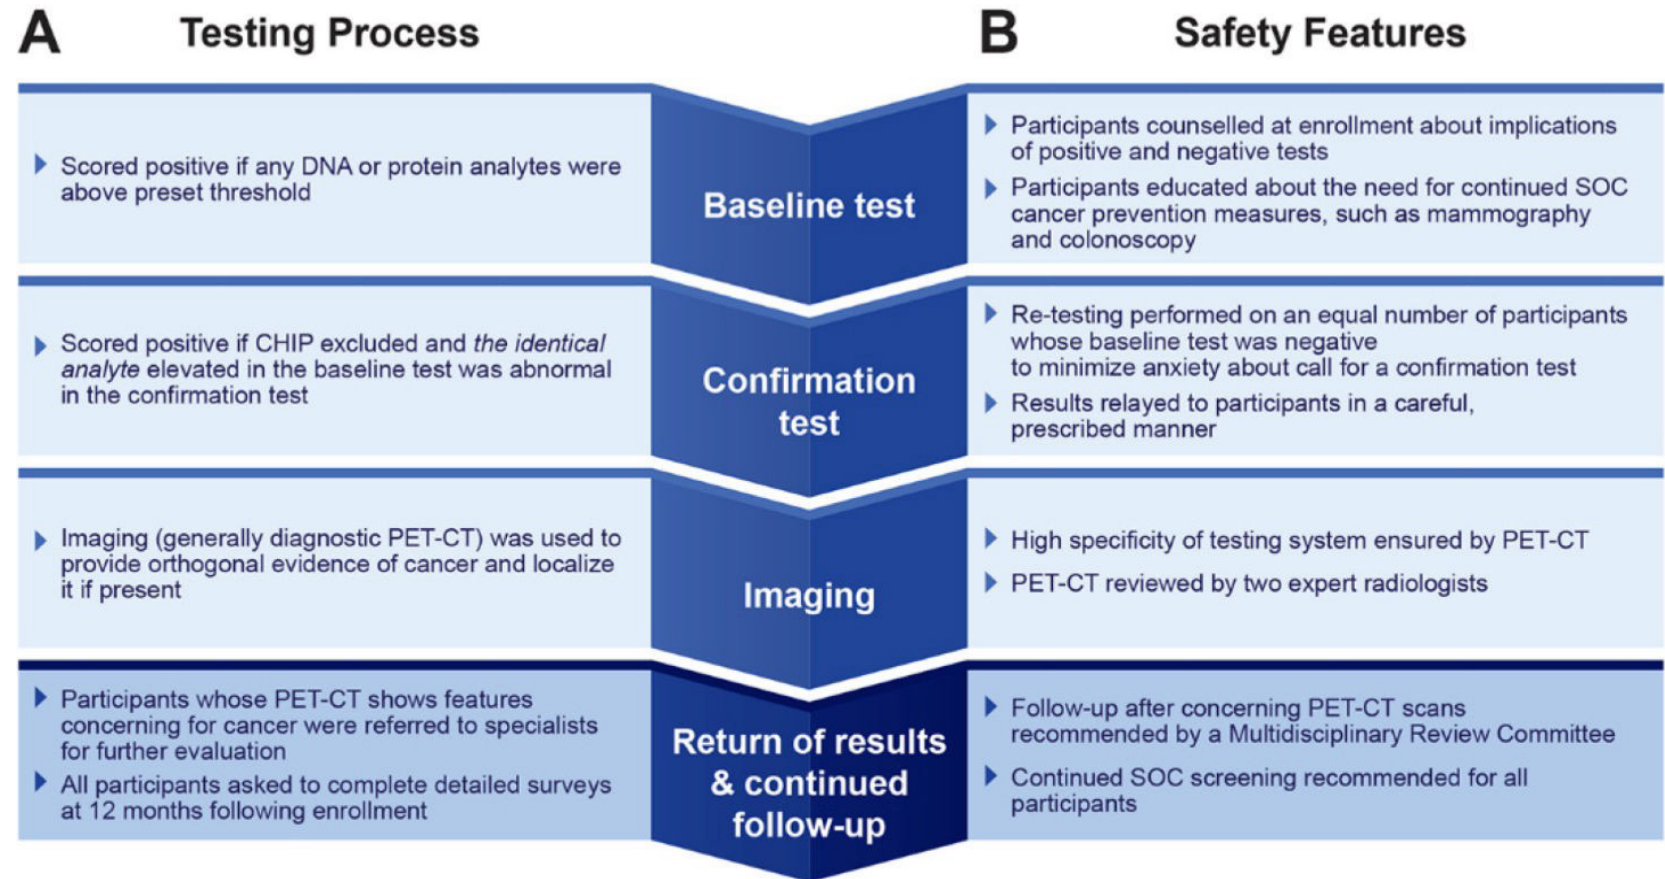 A Testing Process
B Safety Features
Scored positive if any DNA or protein analytes were
above preset threshold
Baseline test
Participants counselled at enrollment about implications
of positive and negative tests
Participants educated about the need for continued SOC
cancer prevention measures, such as mammography
and colonoscopy
Scored positive if CHIP excluded and the identical
analyte elevated in the baseline test was abnormal
in the confirmation test
Confirmation
test
Re-testing performed on an equal number of participants
whose baseline test was negative
to minimize anxiety about call for a confirmation test
Results relayed to participants in a careful,
prescribed manner
Imaging (generally diagnostic PET-CT) was used to
provide orthogonal evidence of cancer and localize
it if present
Imaging
High specificity of testing system ensured by PET-CT
PET-CT reviewed by two expert radiologists
Participants whose PET-CT shows features
concerning for cancer were referred to specialists
for further evaluation
All participants asked to complete detailed surveys
at 12 months following enrollment
Return of results
& continued
follow-up
Follow-up after concerning PET-CT scans
recommended by a Multidisciplinary Review Committee
Continued SOC screening recommended for all
participants